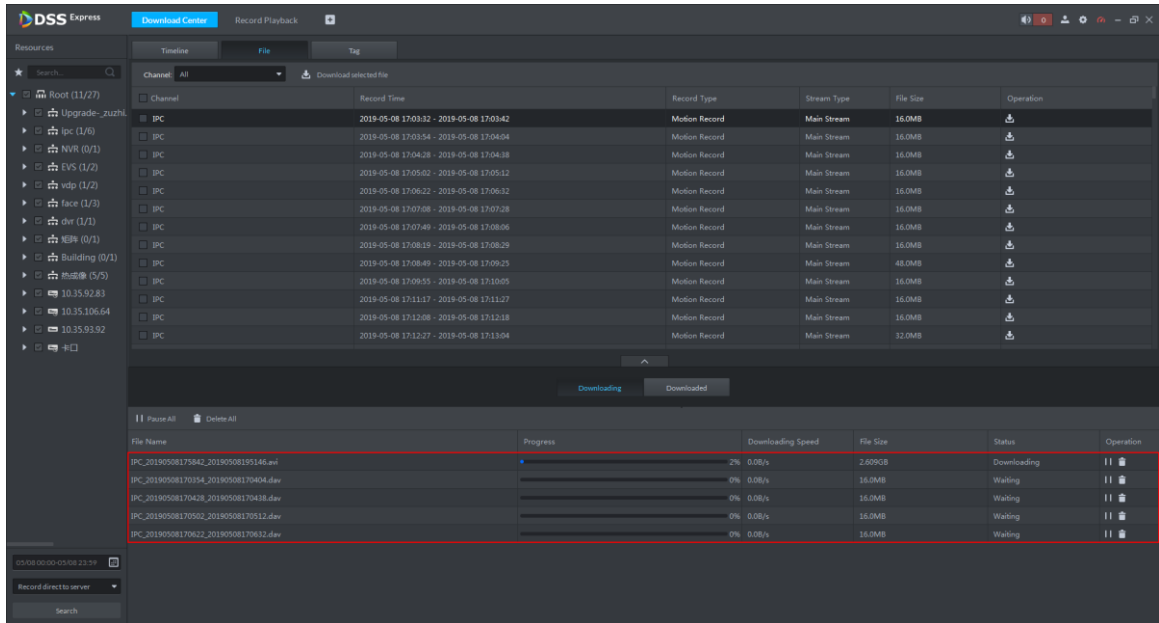 DSS Express Download Center Record Playback 0
Resources Timeline File Tag
Search... Channel: All Download selected file
Root (11/27)
Upgrade-_zuzhi.
ipc (1/6)
NVR (0/1)
EVS (1/2)
vdp (1/2)
face (1/3)
dvr (1/1)
矩阵 (0/1)
Building (0/1)
热成像 (5/5)
10.35.92.83
10.35.106.64
10.35.93.92
卡口
Channel Record Time Record Type Stream Type File Size Operation
IPC 2019-05-08 17:03:32 - 2019-05-08 17:03:42 Motion Record Main Stream 16.0MB
IPC 2019-05-08 17:03:54 - 2019-05-08 17:04:04 Motion Record Main Stream 16.0MB
IPC 2019-05-08 17:04:28 - 2019-05-08 17:04:38 Motion Record Main Stream 16.0MB
IPC 2019-05-08 17:05:02 - 2019-05-08 17:05:12 Motion Record Main Stream 16.0MB
IPC 2019-05-08 17:06:22 - 2019-05-08 17:06:32 Motion Record Main Stream 16.0MB
IPC 2019-05-08 17:07:08 - 2019-05-08 17:07:28 Motion Record Main Stream 16.0MB
IPC 2019-05-08 17:07:49 - 2019-05-08 17:08:06 Motion Record Main Stream 16.0MB
IPC 2019-05-08 17:08:19 - 2019-05-08 17:08:29 Motion Record Main Stream 16.0MB
IPC 2019-05-08 17:08:49 - 2019-05-08 17:09:25 Motion Record Main Stream 48.0MB
IPC 2019-05-08 17:09:55 - 2019-05-08 17:10:05 Motion Record Main Stream 16.0MB
IPC 2019-05-08 17:11:17 - 2019-05-08 17:11:27 Motion Record Main Stream 16.0MB
IPC 2019-05-08 17:12:08 - 2019-05-08 17:12:18 Motion Record Main Stream 16.0MB
IPC 2019-05-08 17:12:27 - 2019-05-08 17:13:04 Motion Record Main Stream 32.0MB
Downloading Downloaded
Pause All Delete All
File Name Progress Downloading Speed File Size Status Operation
IPC_20190508175842_20190508195146.avi 2% 0.0B/s 2.609GB Downloading
IPC_20190508170354_20190508170404.dav 0% 0.0B/s 16.0MB Waiting
IPC_20190508170428_20190508170438.dav 0% 0.0B/s 16.0MB Waiting
IPC_20190508170502_20190508170512.dav 0% 0.0B/s 16.0MB Waiting
IPC_20190508170622_20190508170632.dav 0% 0.0B/s 16.0MB Waiting
05/08 00:00-05/08 23:59
Record direct to server
Search